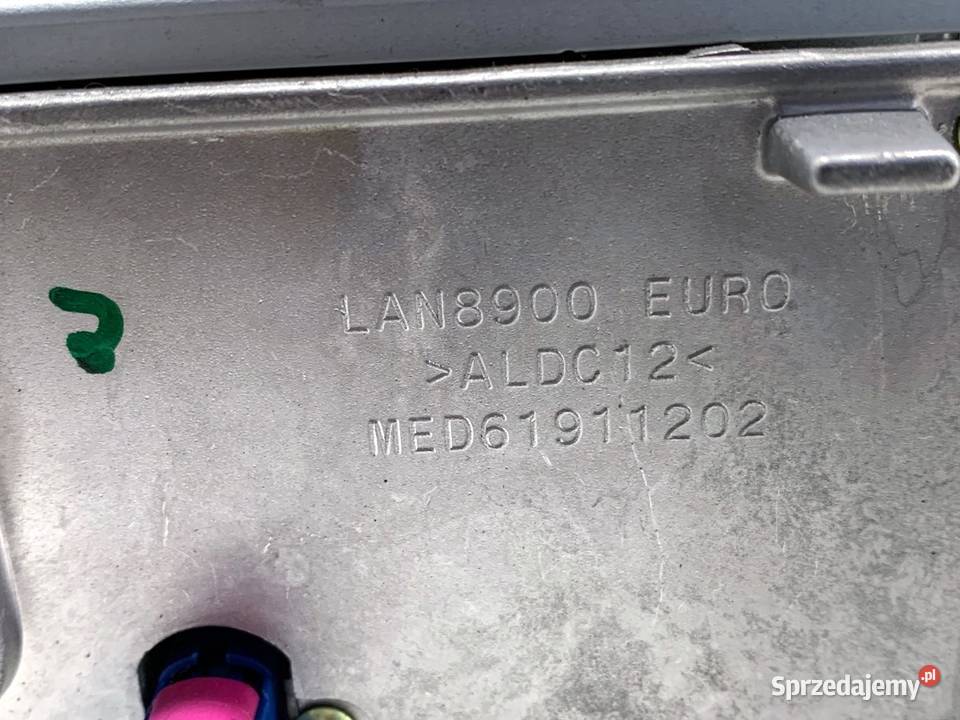 LAN8900 EURO
>ALDC12<
MED61911202
Sprzedajemy.pl